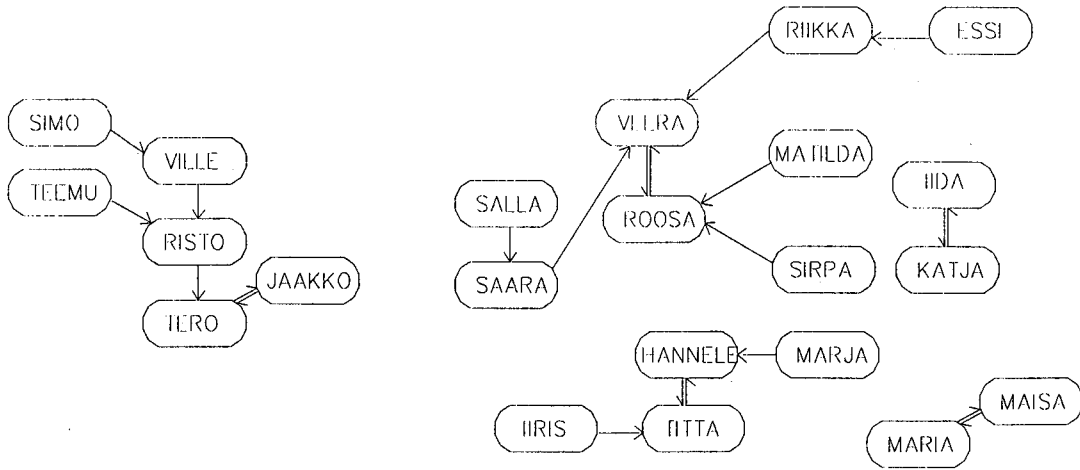 RIIKKA
ESSI
SIMO
VEERA
VILLE
MATILDA
TEEMU
IIDA
SALLA
ROOSA
RISTO
SIRPA
KATJA
JAAKKO
SAARA
TERO
HANNELE
MARJA
MAISA
IIRIS
IITTA
MARIA